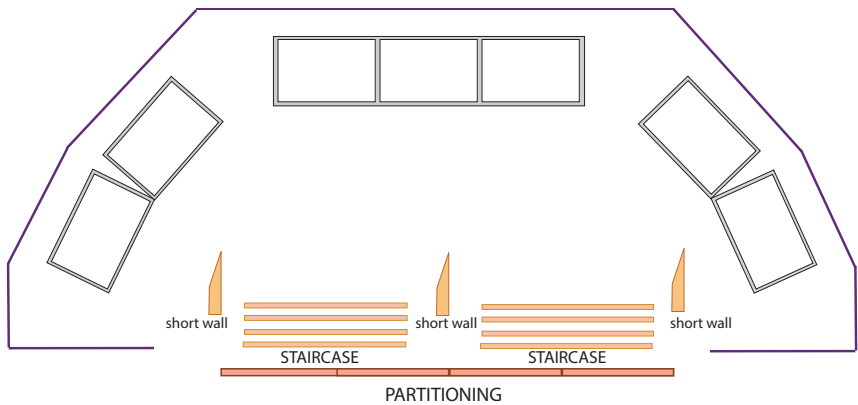 short wall
short wall
short wall
STAIRCASE
STAIRCASE
PARTITIONING